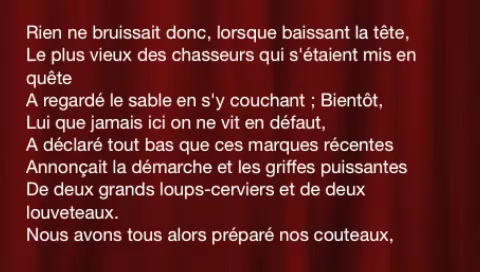 Rien ne bruissait donc, lorsque baissant la tête,
Le plus vieux des chasseurs qui s'étaient mis en
quête
A regardé le sable en s'y couchant ; Bientôt,
Lui que jamais ici on ne vit en défaut,
A déclaré tout bas que ces marques récentes
Annonçait la démarche et les griffes puissantes
De deux grands loups-cerviers et de deux
louveteaux.
Nous avons tous alors préparé nos couteaux,